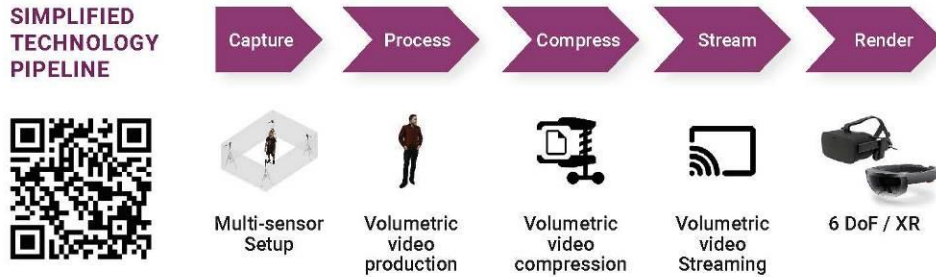 SIMPLIFIED
TECHNOLOGY
PIPELINE
Capture
Process
Compress
Stream
Render
Multi-sensor
Setup
Volumetric
video
production
Volumetric
video
compression
Volumetric
video
Streaming
6 DoF / XR